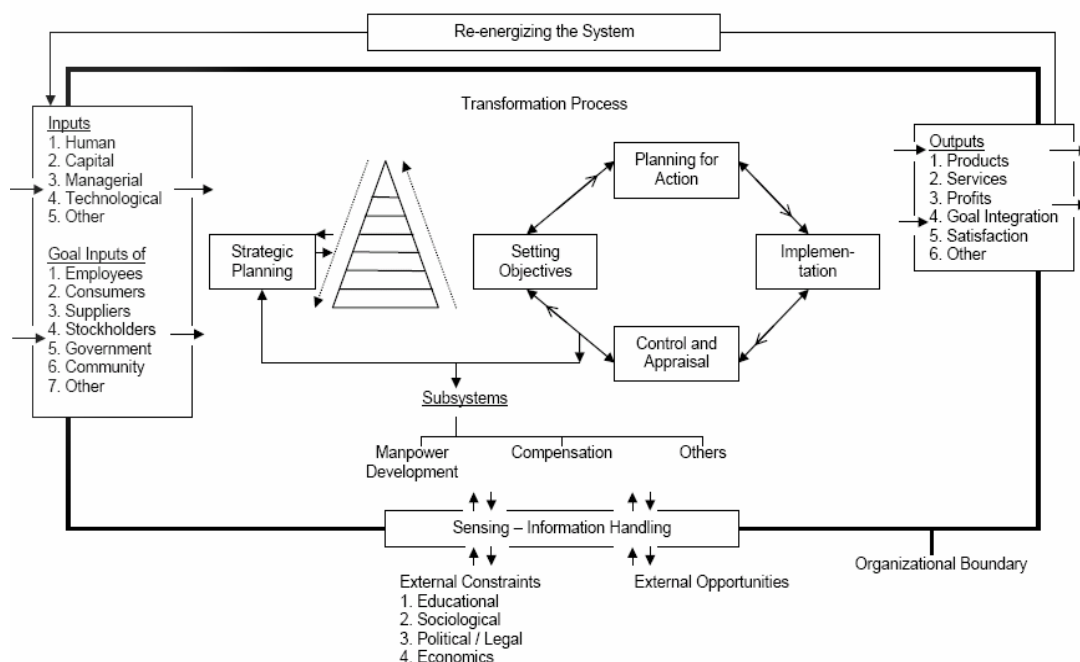 Re-energizing the System
Transformation Process
Inputs
1. Human
2. Capital
3. Managerial
4. Technological
5. Other
Goal Inputs of
1. Employees
2. Consumers
3. Suppliers
4. Stockholders
5. Government
6. Community
7. Other
Strategic
Planning
Setting
Objectives
Planning for
Action
Implemen-
tation
Control and
Appraisal
Outputs
1. Products
2. Services
3. Profits
4. Goal Integration
5. Satisfaction
6. Other
Subsystems
Manpower
Development
Compensation
Others
Sensing – Information Handling
Organizational Boundary
External Constraints
1. Educational
2. Sociological
3. Political / Legal
4. Economics
External Opportunities